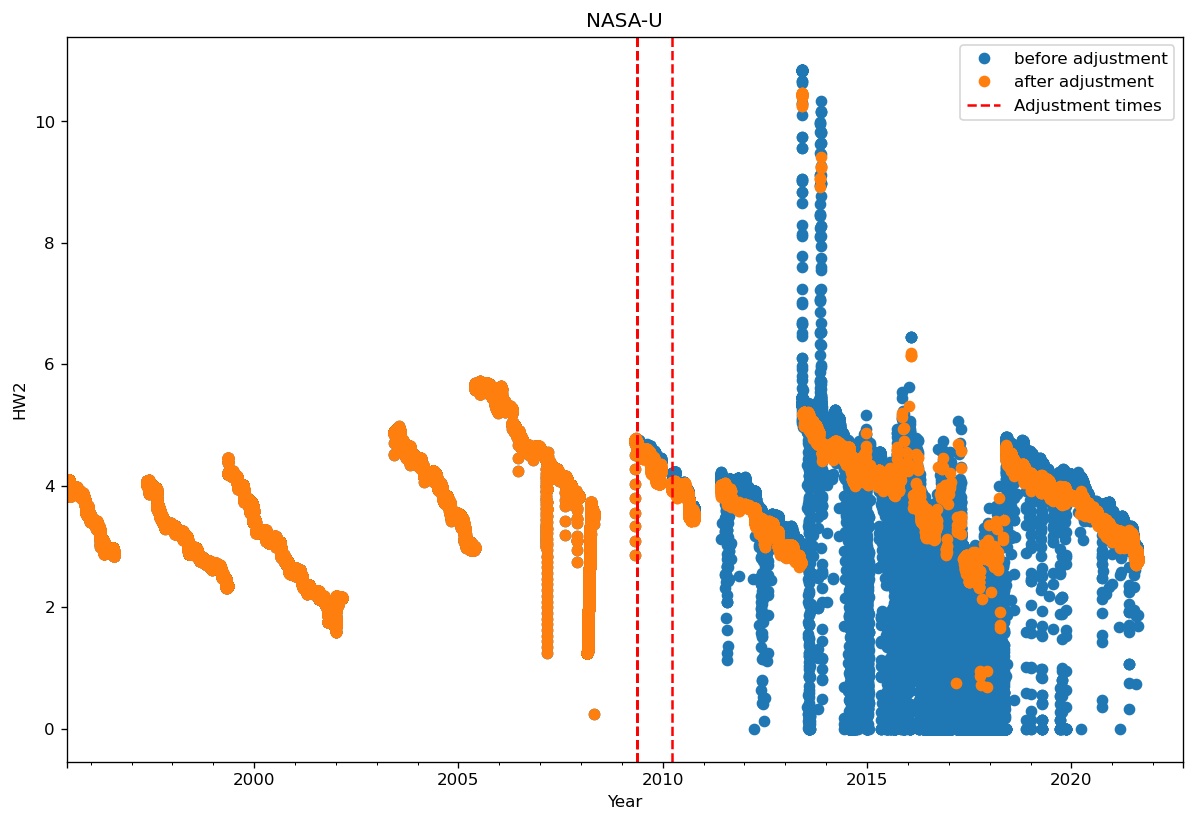 NASA-U
before adjustment
after adjustment
Adjustment times
HW2
10
8
6
4
2
0
2000 2005 2010 2015 2020
Year